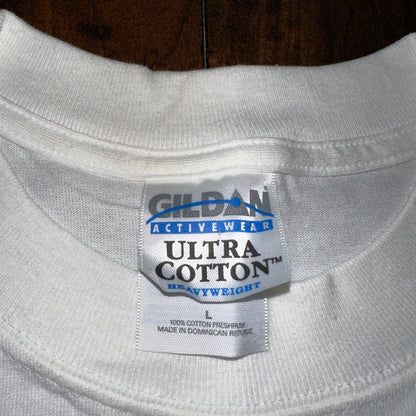 GILDAN
ACTIVEWEAR
ULTRA
COTTON™
HEAVYWEIGHT
L
100% COTTON PRESHRUNK
MADE IN DOMINICAN REPUBLIC